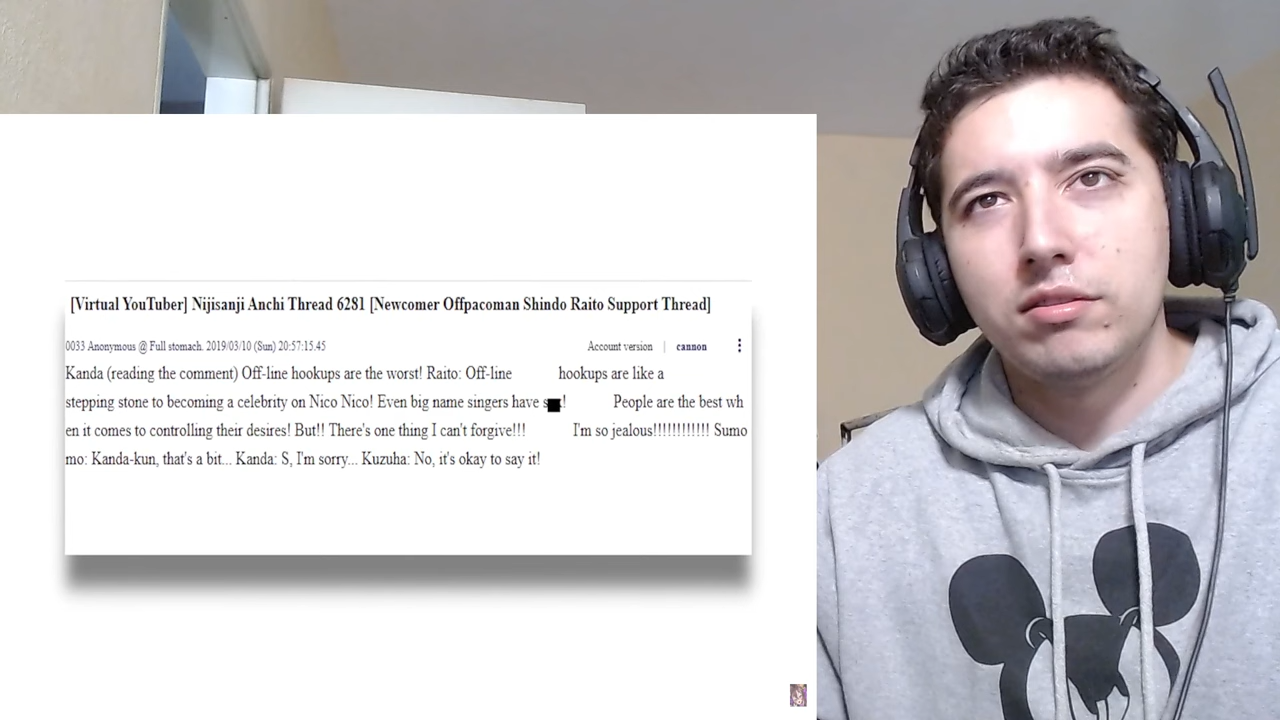 [Virtual YouTuber] Nijisanji Anchi Thread 6281 [Newcomer Offpacoman Shindo Raito Support Thread]
0033 Anonymous @ Full stomach. 2019/03/10 (Sun) 20:57:15.45 Account version | cannon
Kanda (reading the comment) Off-line hookups are the worst! Raito: Off-line hookups are like a
stepping stone to becoming a celebrity on Nico Nico! Even big name singers have s! People are the best wh
en it comes to controlling their desires! But!! There's one thing I can't forgive!!! I'm so jealous!!!!!!!!!!!! Sumo
mo: Kanda-kun, that's a bit... Kanda: S, I'm sorry... Kuzuha: No, it's okay to say it!